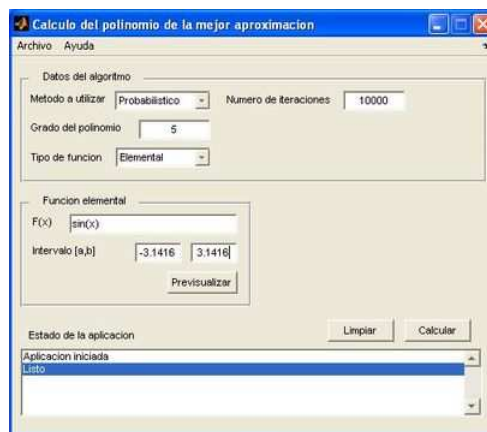 Calculo del polinomio de la mejor aproximacion
Archivo Ayuda
Datos del algoritmo
Metodo a utilizar Probabilistico Numero de iteraciones 10000
Grado del polinomio 5
Tipo de funcion Elemental
Funcion elemental
F(x) sin(x)
Intervalo [a,b] -3.1416 3.1416
Previsualizar
Estado de la aplicacion Limpiar Calcular
Aplicacion iniciada
Listo